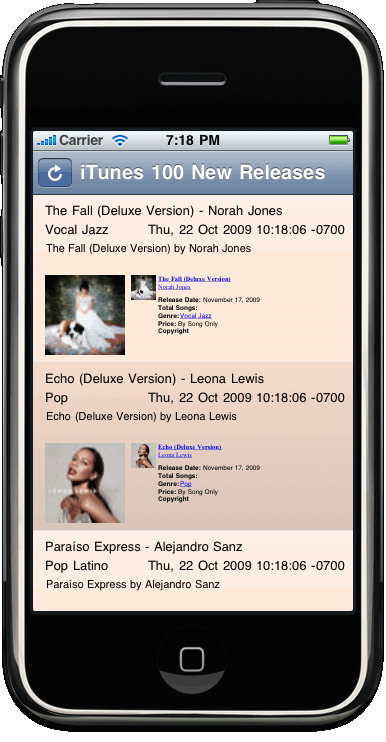 Carrier 7:18 PM
iTunes 100 New Releases
The Fall (Deluxe Version) - Norah Jones
Vocal Jazz Thu, 22 Oct 2009 10:18:06 -0700
The Fall (Deluxe Version) by Norah Jones
The Fall (Deluxe Version)
Norah Jones
Release Date: November 17, 2009
Total Songs:
Genre:Vocal Jazz
Price: By Song Only
Copyright
Echo (Deluxe Version) - Leona Lewis
Pop Thu, 22 Oct 2009 10:18:06 -0700
Echo (Deluxe Version) by Leona Lewis
Echo (Deluxe Version)
Leona Lewis
Release Date: November 17, 2009
Total Songs:
Genre:Pop
Price: By Song Only
Copyright
LEONA LEWIS
Paraíso Express - Alejandro Sanz
Pop Latino Thu, 22 Oct 2009 10:18:06 -0700
Paraíso Express by Alejandro Sanz